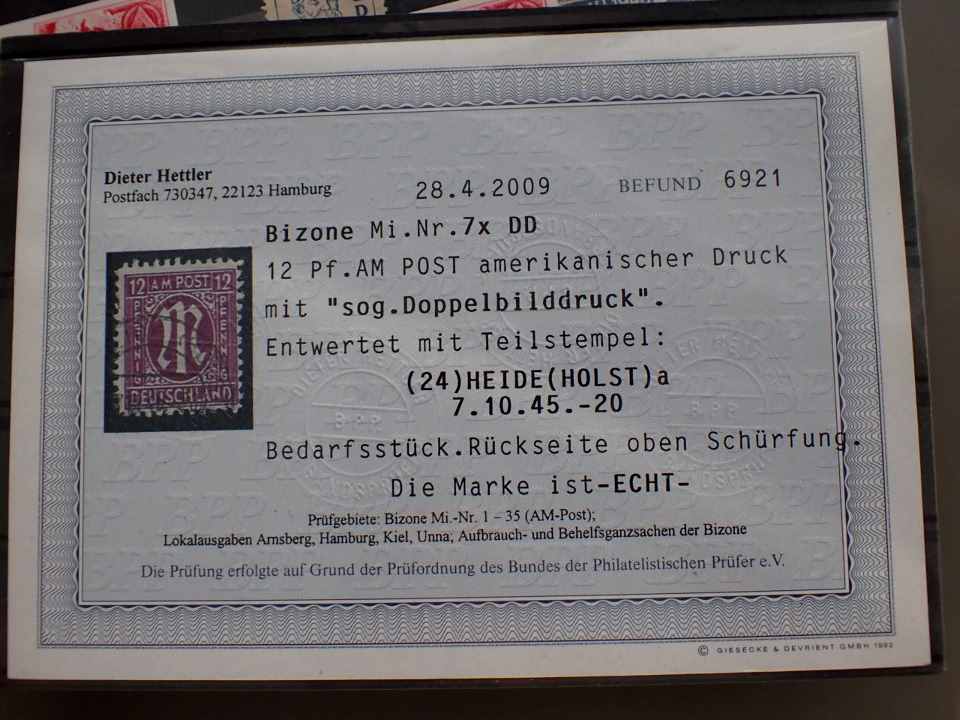 Dieter Hettler
Postfach 730347, 22123 Hamburg
28.4.2009
BEFUND 6921
Bizone Mi.Nr.7x DD
12 Pf.AM POST amerikanischer Druck
mit "sog.Doppelbilddruck".
Entwertet mit Teilstempel:
(24)HEIDE(HOLST)a
7.10.45.-20
Bedarfsstück.Rückseite oben Schürfung.
Die Marke ist-ECHT-
12 AM POST 12
PFENNIG
PFENNIG
M
DEUTSCHLAND
Prüfgebiete: Bizone Mi.-Nr. 1 – 35 (AM-Post);
Lokalausgaben Arnsberg, Hamburg, Kiel, Unna; Aufbrauch- und Behelfsganzsachen der Bizone
Die Prüfung erfolgte auf Grund der Prüfordnung des Bundes der Philatelistischen Prüfer e.V.
© GIESECKE & DEVRIENT GMBH 1992